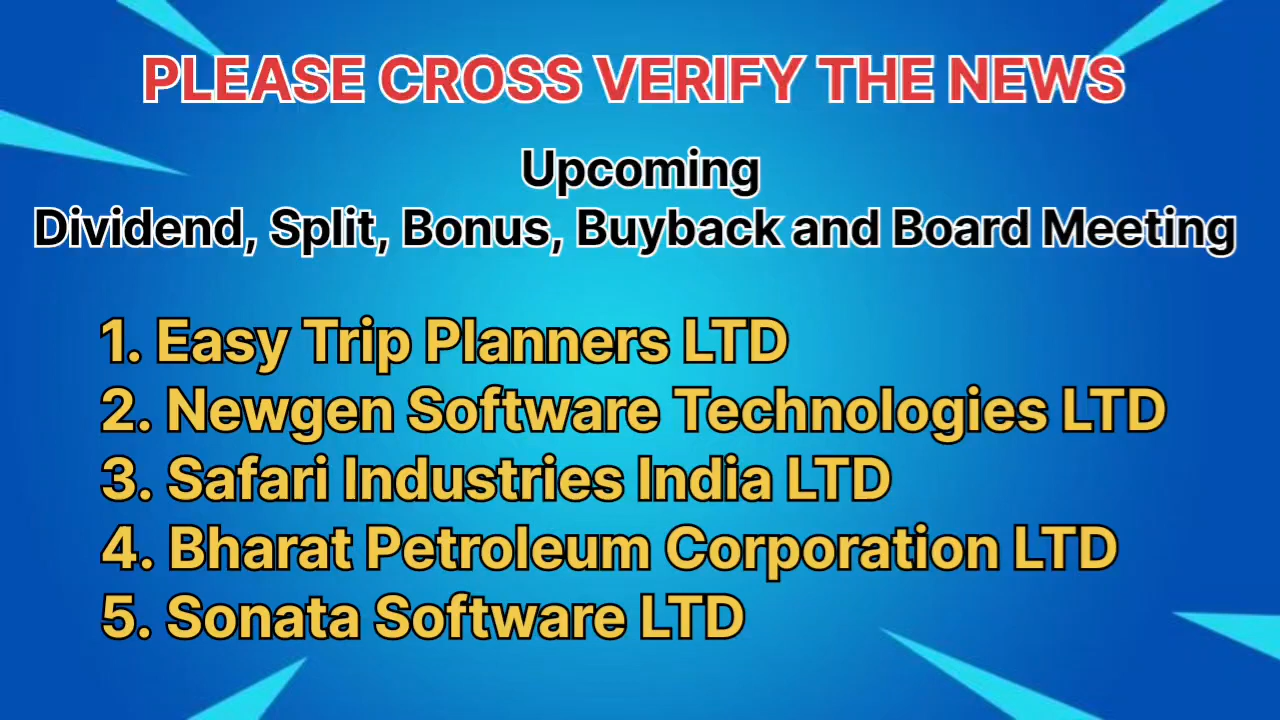 PLEASE CROSS VERIFY THE NEWS
Upcoming
Dividend, Split, Bonus, Buyback and Board Meeting
1. Easy Trip Planners LTD
2. Newgen Software Technologies LTD
3. Safari Industries India LTD
4. Bharat Petroleum Corporation LTD
5. Sonata Software LTD